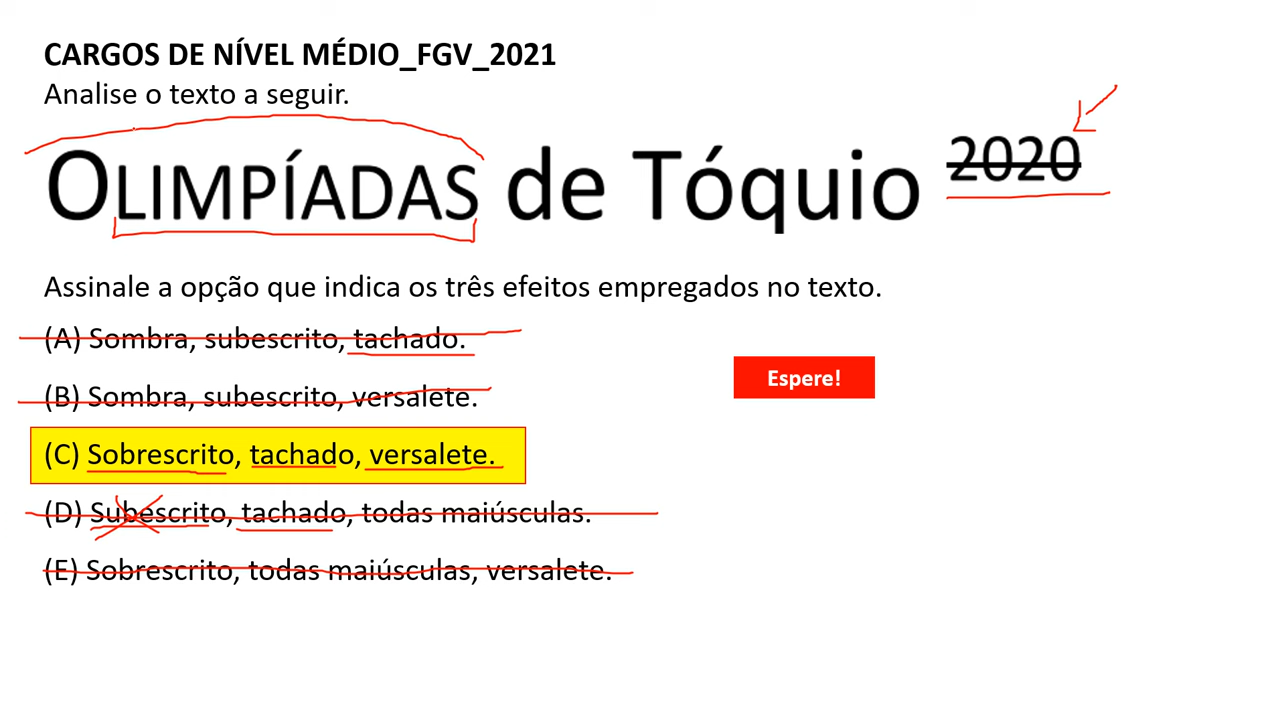 CARGOS DE NÍVEL MÉDIO_FGV_2021
Analise o texto a seguir.
OLIMPÍADAS de Tóquio 2020
Assinale a opção que indica os três efeitos empregados no texto.
(A) Sombra, subescrito, tachado.
(B) Sombra, subescrito, versalete.
Espere!
(C) Sobrescrito, tachado, versalete.
(D) Subescrito, tachado, todas maiúsculas.
(E) Sobrescrito, todas maiúsculas, versalete.